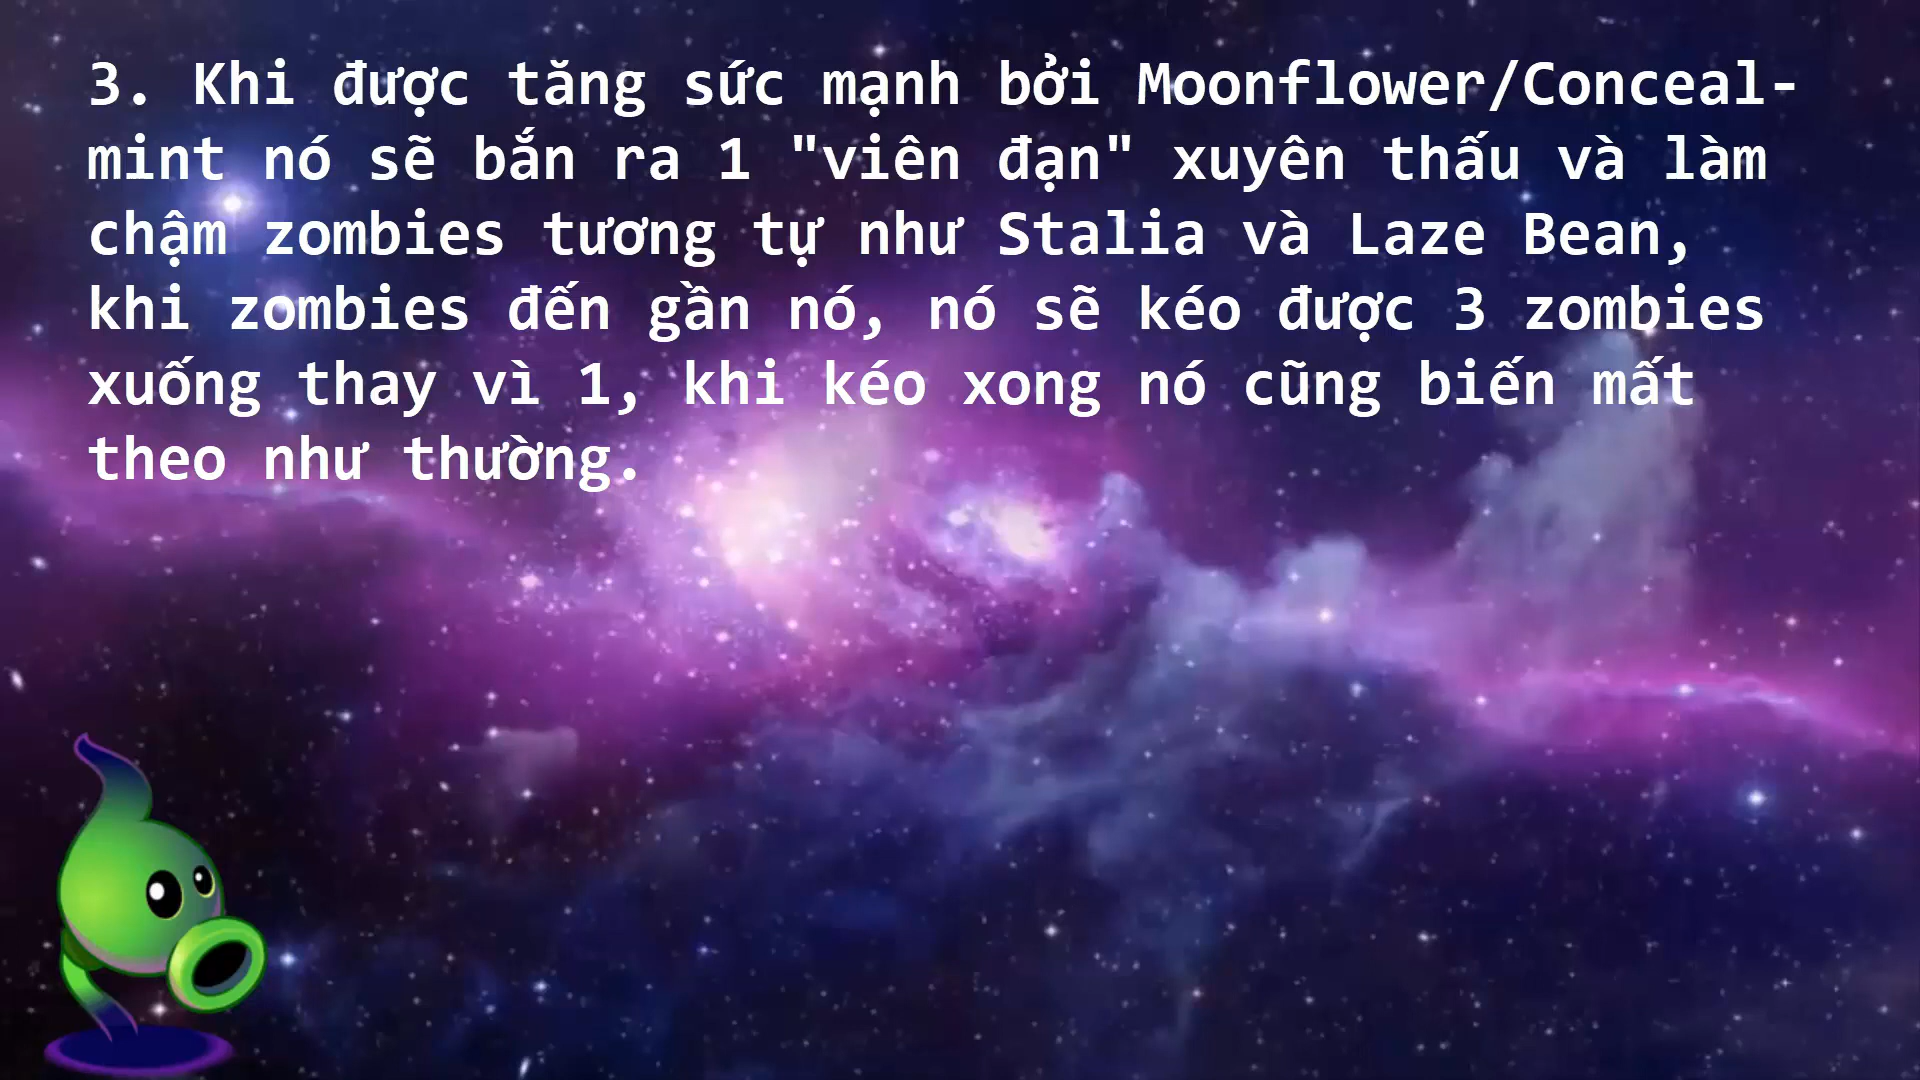 3. Khi được tăng sức mạnh bởi Moonflower/Conceal-
mint nó sẽ bắn ra 1 "viên đạn" xuyên thấu và làm
chậm zombies tương tự như Stalia và Laze Bean,
khi zombies đến gần nó, nó sẽ kéo được 3 zombies
xuống thay vì 1, khi kéo xong nó cũng biến mất
theo như thường.